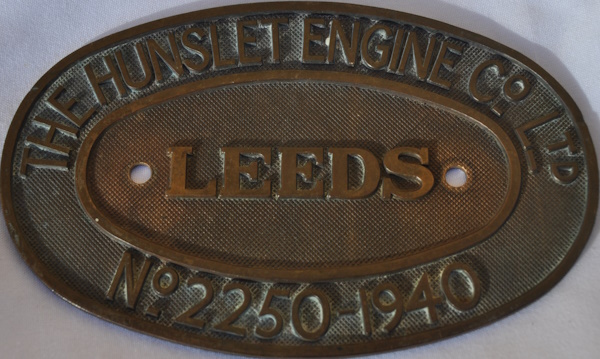 THE HUNSLET ENGINE Co LTD
LEEDS
No 2250-1940